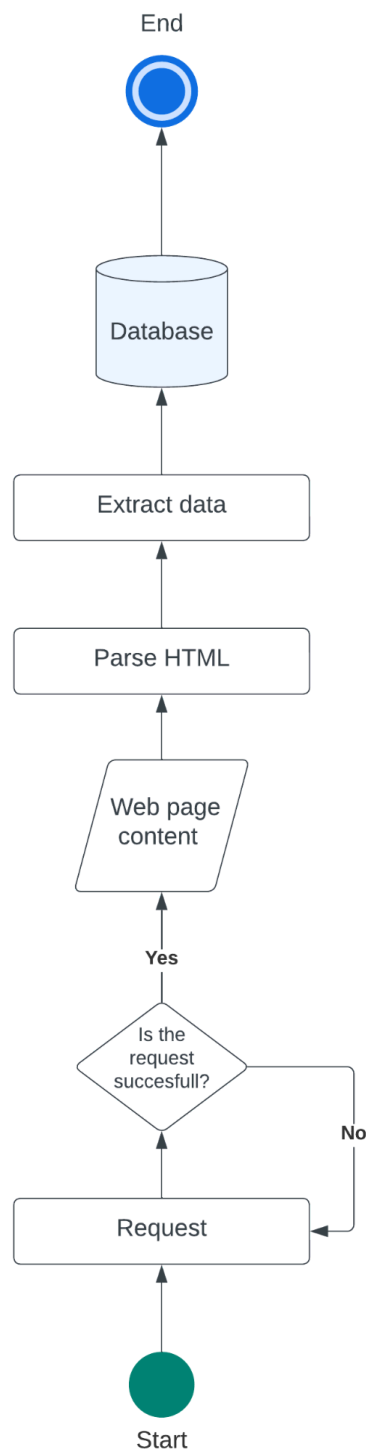 End
Database
Extract data
Parse HTML
Web page
content
Yes
Is the
request
succesfull?
No
Request
Start